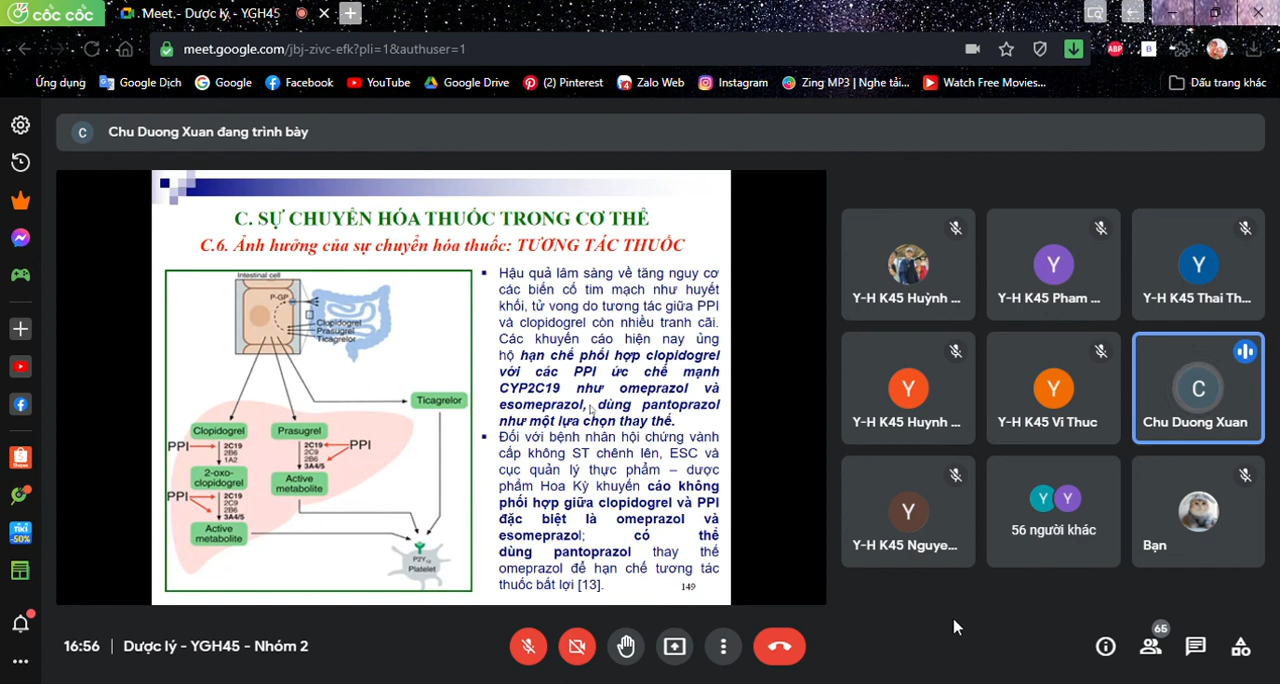 cốc cốc
Meet - Dược lý - YGH45
meet.google.com/jbj-zivc-efk?pli=1&authuser=1
ABP
B
Ứng dụng
Google Dịch
Google
Facebook
YouTube
Google Drive
(2) Pinterest
Zalo Web
Instagram
Zing MP3 | Nghe tải...
Watch Free Movies...
Dấu trang khác
C
Chu Duong Xuan đang trình bày
C. SỰ CHUYỂN HÓA THUỐC TRONG CƠ THỂ
C.6. Ảnh hưởng của sự chuyển hóa thuốc: TƯƠNG TÁC THUỐC
Intestinal cell
P-GP
Clopidogrel
Prasugrel
Ticagrelor
Ticagrelor
Clopidogrel
Prasugrel
PPI
2C19
2B6
1A2
2C19
2C9
2B6
3A4/5
PPI
2-oxo-
clopidogrel
Active
metabolite
PPI
2C19
2C9
2B6
3A4/5
Active
metabolite
P2Y12
Platelet
Hậu quả lâm sàng về tăng nguy cơ
các biến cố tim mạch như huyết
khối, tử vong do tương tác giữa PPI
và clopidogrel còn nhiều tranh cãi.
Các khuyến cáo hiện nay ủng
hộ hạn chế phối hợp clopidogrel
với các PPI ức chế mạnh
CYP2C19 như omeprazol và
esomeprazol, dùng pantoprazol
như một lựa chọn thay thế.
Đối với bệnh nhân hội chứng vành
cấp không ST chênh lên, ESC và
cục quản lý thực phẩm – dược
phẩm Hoa Kỳ khuyến cáo không
phối hợp giữa clopidogrel và PPI
đặc biệt là omeprazol và
esomeprazol; có thể
dùng pantoprazol thay thế
omeprazol để hạn chế tương tác
thuốc bất lợi [13].
149
Y-H K45 Huỳnh ...
Y
Y-H K45 Pham ...
Y
Y-H K45 Thai Th...
Y
Y-H K45 Huynh ...
Y
Y-H K45 Vi Thuc
C
Chu Duong Xuan
Y
Y-H K45 Nguye...
Y
Y
56 người khác
Bạn
Shopee
TIKI
-50%
16:56
Dược lý - YGH45 - Nhóm 2
65